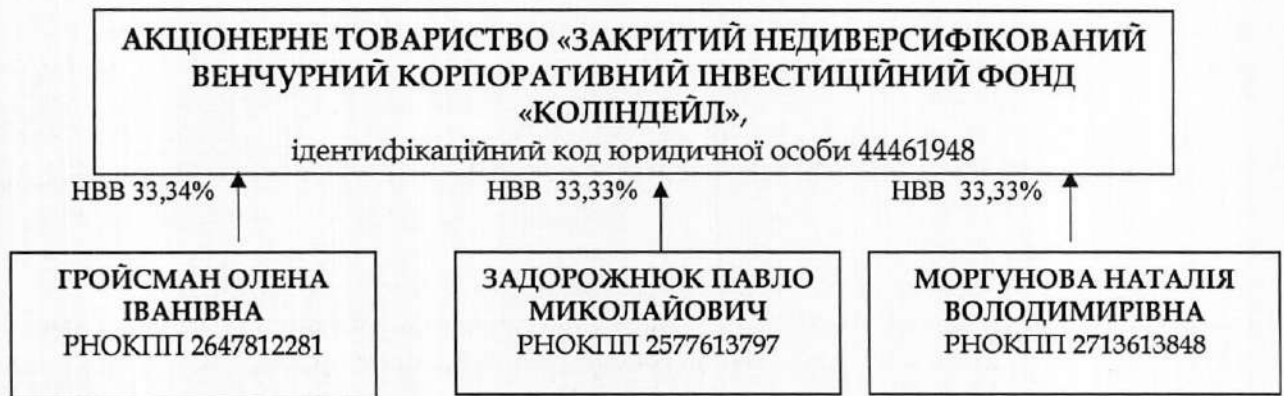 АКЦІОНЕРНЕ ТОВАРИСТВО «ЗАКРИТИЙ НЕДИВЕРСИФІКОВАНИЙ
ВЕНЧУРНИЙ КОРПОРАТИВНИЙ ІНВЕСТИЦІЙНИЙ ФОНД
«КОЛІНДЕЙЛ»,
ідентифікаційний код юридичної особи 44461948
НВВ 33,34%
НВВ 33,33%
НВВ 33,33%
ГРОЙСМАН ОЛЕНА
ІВАНІВНА
РНОКПП 2647812281
ЗАДОРОЖНЮК ПАВЛО
МИКОЛАЙОВИЧ
РНОКПП 2577613797
МОРГУНОВА НАТАЛІЯ
ВОЛОДИМИРІВНА
РНОКПП 2713613848